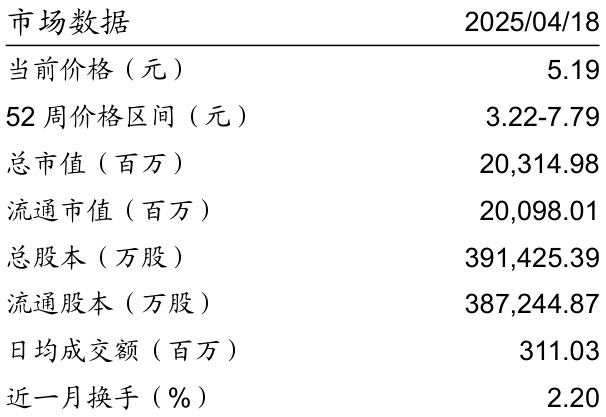 市场数据 2025/04/18
当前价格（元） 5.19
52 周价格区间（元） 3.22-7.79
总市值（百万） 20,314.98
流通市值（百万） 20,098.01
总股本（万股） 391,425.39
流通股本（万股） 387,244.87
日均成交额（百万） 311.03
近一月换手（%） 2.20